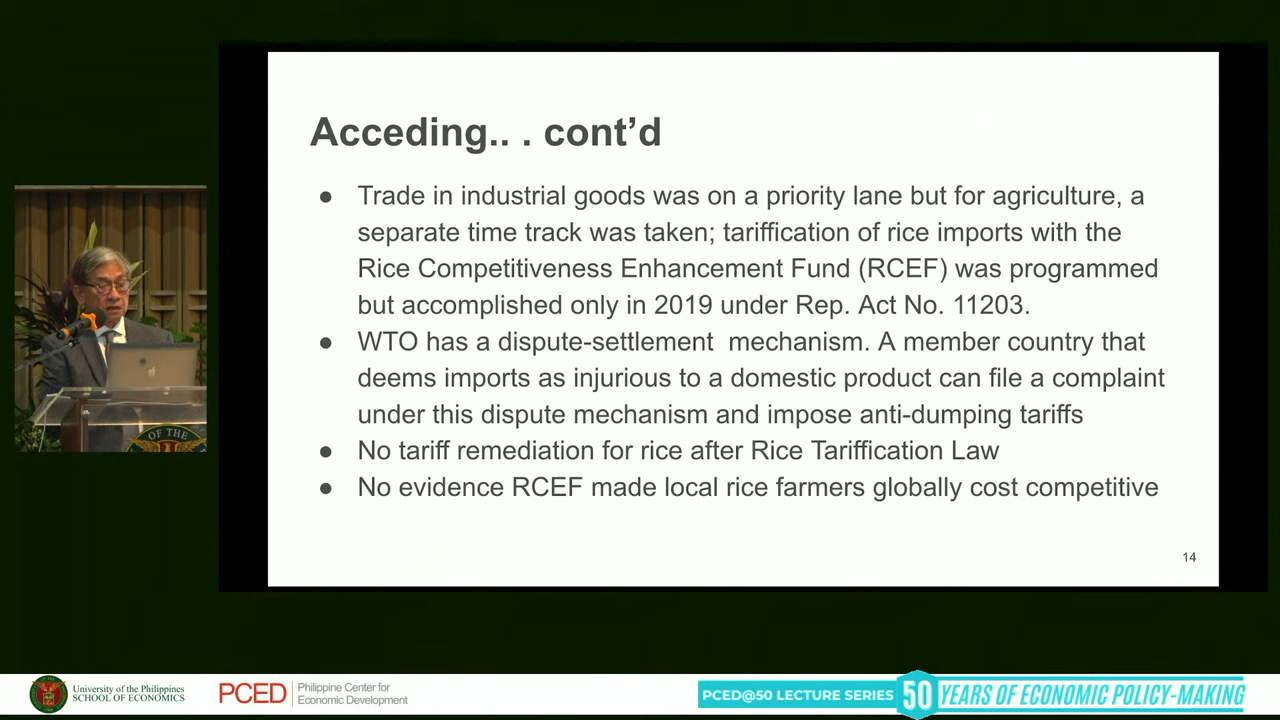 Acceding.. . cont’d
● Trade in industrial goods was on a priority lane but for agriculture, a
separate time track was taken; tariffication of rice imports with the
Rice Competitiveness Enhancement Fund (RCEF) was programmed
but accomplished only in 2019 under Rep. Act No. 11203.
● WTO has a dispute-settlement  mechanism. A member country that
deems imports as injurious to a domestic product can file a complaint
under this dispute mechanism and impose anti-dumping tariffs
● No tariff remediation for rice after Rice Tariffication Law
● No evidence RCEF made local rice farmers globally cost competitive
14
OF THE
University of the Philippines
SCHOOL OF ECONOMICS
PCED
Philippine Center for
Economic Development
PCED@50 LECTURE SERIES
50 YEARS OF ECONOMIC POLICY-MAKING